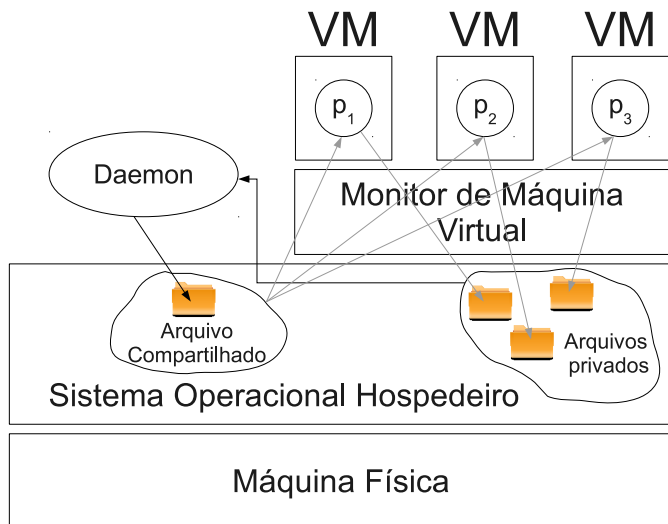 VM VM VM
p1 p2 p3
Daemon
Monitor de Máquina
Virtual
Arquivo
Compartilhado
Arquivos
privados
Sistema Operacional Hospedeiro
Máquina Física